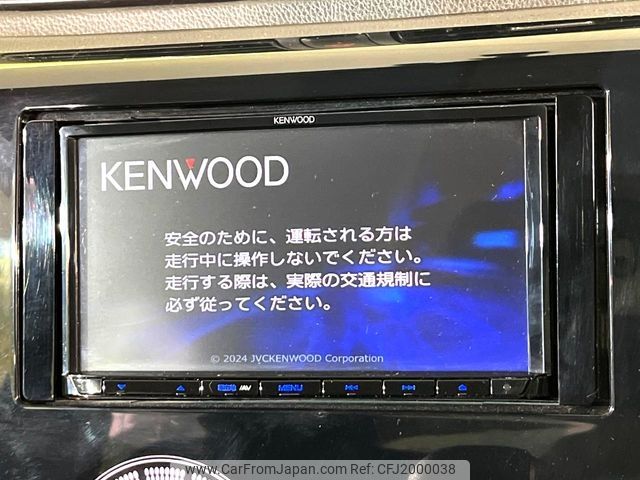 KENWOOD
KENWOOD
安全のために、運転される方は
走行中に操作しないでください。
走行する際は、実際の交通規制に
必ず従ってください。
© 2024 JVCKENWOOD Corporation
/AV MENU
www.CarFromJapan.com | Ref: CFJ2000038